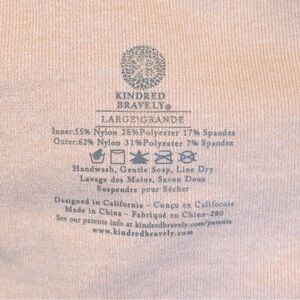 KINDRED
BRAVELY®
LARGE\GRANDE
Inner:55% Nylon 28%Polyester 17% Spandex
Outer:62% Nylon 31%Polyester 7% Spandex
Handwash, Gentle Soap, Line Dry
Lavage des Mains, Savon Doux
Suspendre pour Sécher
Designed in California - Conçu en Californie
Made in China - Fabriqué en China-280
See our patents info at kindredbravely.com/patents
www.kindredbravely.com